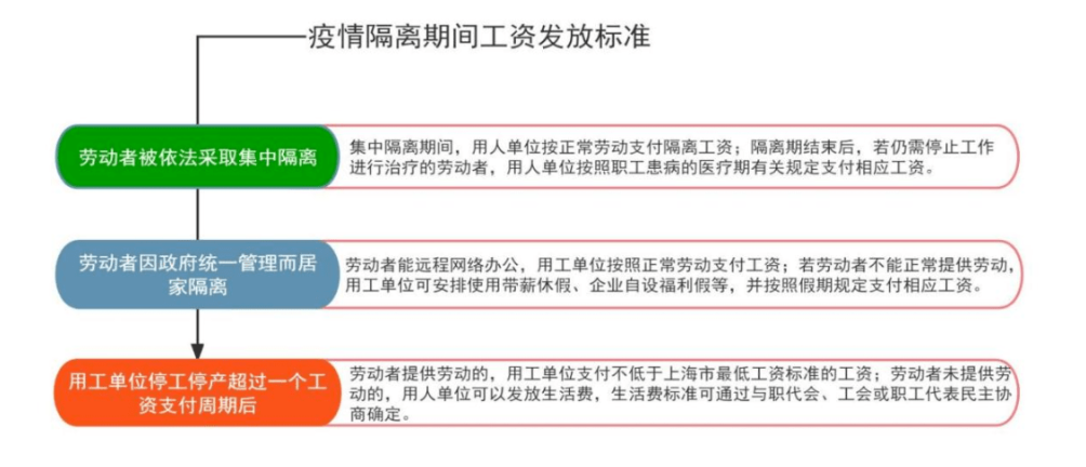 疫情隔离期间工资发放标准
劳动者被依法采取集中隔离
集中隔离期间，用人单位按正常劳动支付隔离工资；隔离期结束后，若仍需停止工作
进行治疗的劳动者，用人单位按照职工患病的医疗期有关规定支付相应工资。
劳动者因政府统一管理而居
家隔离
劳动者能远程网络办公，用工单位按照正常劳动支付工资；若劳动者不能正常提供劳动，
用工单位可安排使用带薪休假、企业自设福利假等，并按照假期规定支付相应工资。
用工单位停工停产超过一个工
资支付周期后
劳动者提供劳动的，用工单位支付不低于上海市最低工资标准的工资；劳动者未提供劳
动的，用人单位可以发放生活费，生活费标准可通过与职代会、工会或职工代表民主协
商确定。